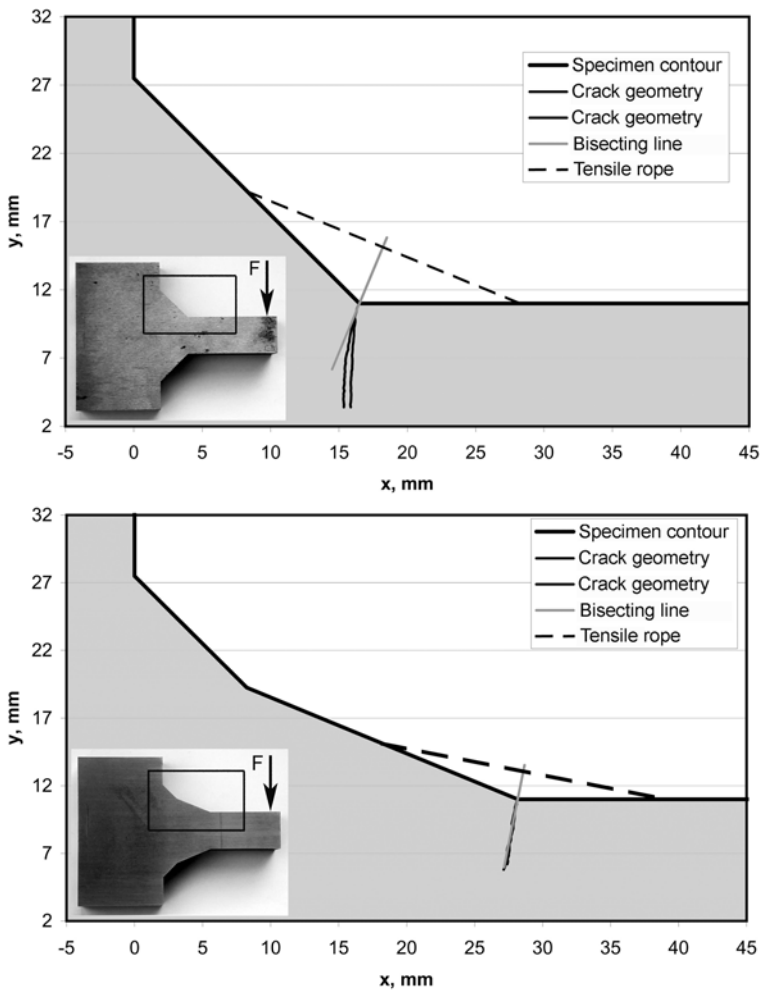 32
27
22
17
12
7
2
y, mm
Specimen contour
Crack geometry
Crack geometry
Bisecting line
Tensile rope
F
-5 0 5 10 15 20 25 30 35 40 45
x, mm
32
27
22
17
12
7
2
y, mm
Specimen contour
Crack geometry
Crack geometry
Bisecting line
Tensile rope
F
-5 0 5 10 15 20 25 30 35 40 45
x, mm